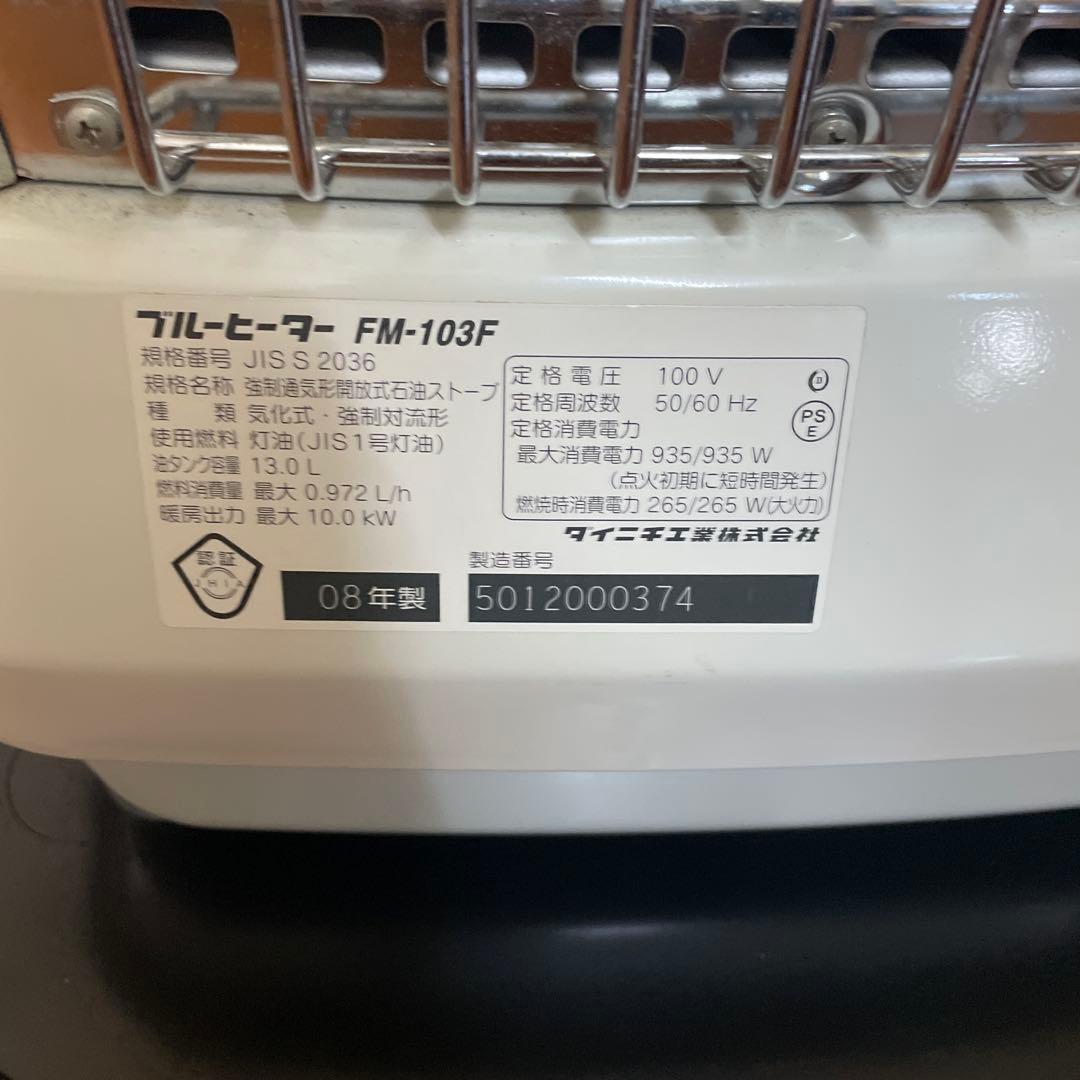 ブルーヒーター FM-103F
規格番号 JIS S 2036
規格名称 強制通気形開放式石油ストーブ
種 類 気化式・強制対流形
使用燃料 灯油(JIS1号灯油)
油タンク容量 13.0 L
燃料消費量 最大 0.972 L/h
暖房出力 最大 10.0 kW
定格電圧 100 V
定格周波数 50/60 Hz
定格消費電力
最大消費電力 935/935 W
(点火初期に短時間発生)
燃焼時消費電力 265/265 W(大火力)
D
PS
E
ダイニチ工業株式会社
認証
JHIA
08年製
製造番号
5012000374